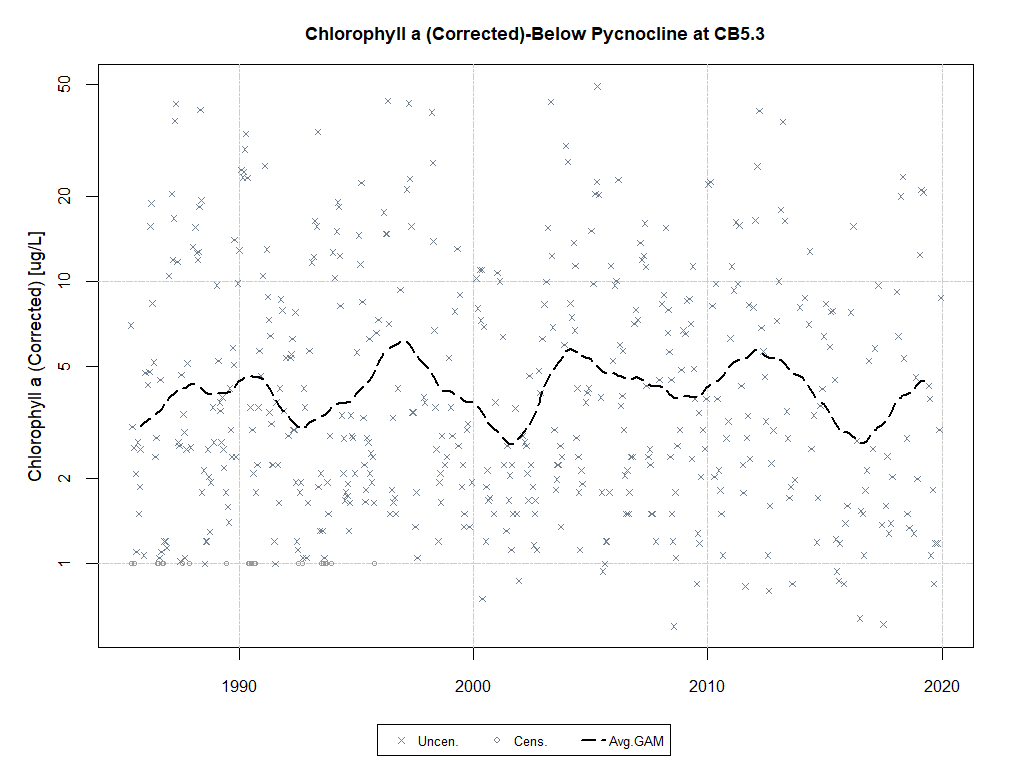 Chlorophyll a (Corrected)-Below Pycnocline at CB5.3
Chlorophyll a (Corrected) [ug/L]
50
20
10
5
2
1
1990 2000 2010 2020
Uncen. Cens. Avg.GAM